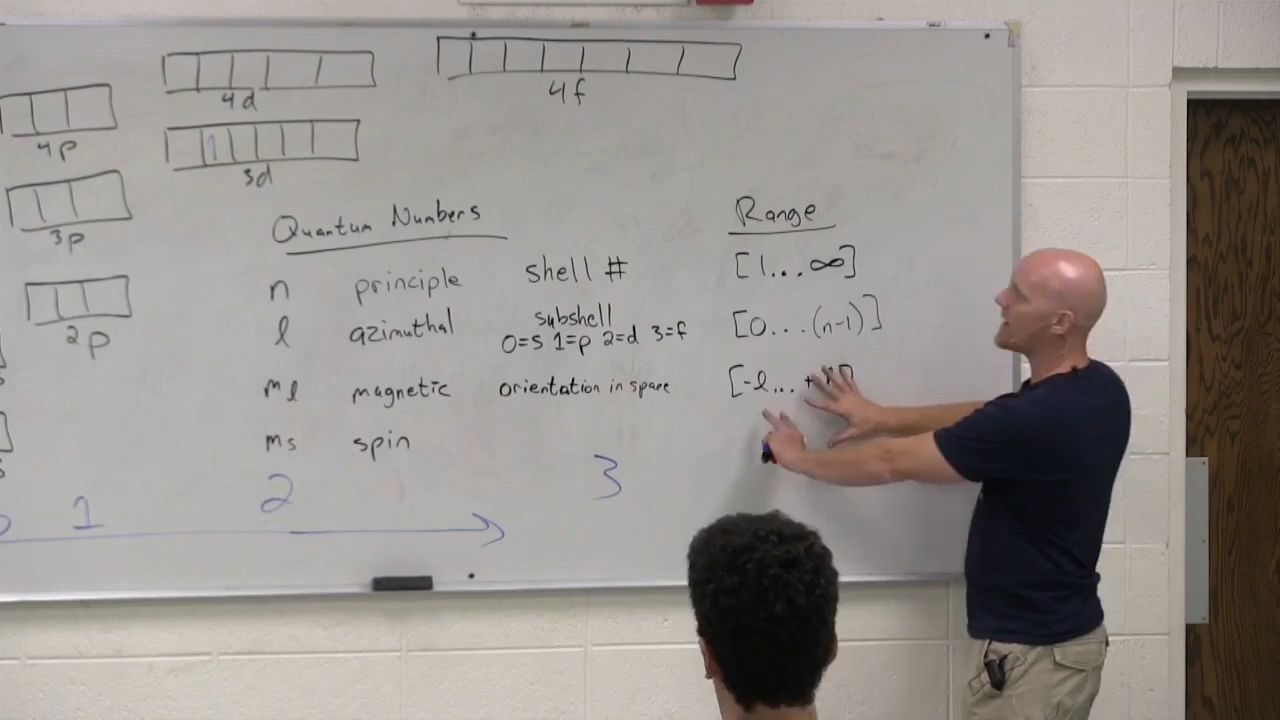 4d
4f
4p
1
3d
3p
Quantum Numbers
Range
n principle shell # [1...∞]
2p
l azimuthal subshell [0...(n-1)]
0=s 1=p 2=d 3=f
ml magnetic orientation in space [-l...+
ms spin
1 2 3